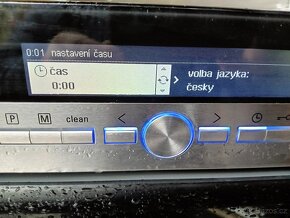 0:01 nastavení času
čas
0:00
volba jazyka:
česky
P M clean < >